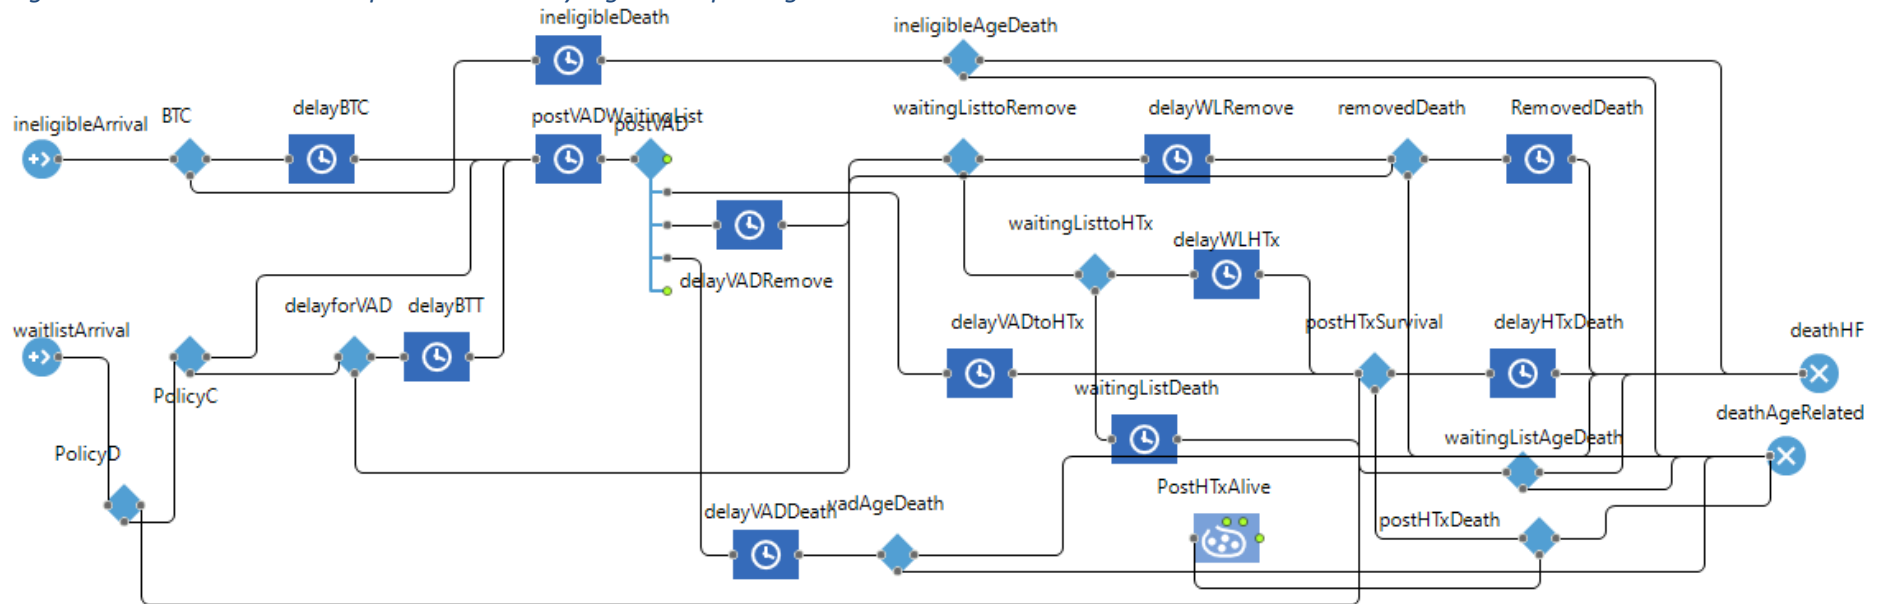 ineligibleDeath
ineligibleAgeDeath
ineligibleArrival
BTC
delayBTC
postVADWaitingList
postVAD
waitingListtoRemove
delayWLRemove
removedDeath
RemovedDeath
waitingListtoHTx
delayWLHTx
delayVADRemove
waitlistArrival
delayforVAD
delayBTT
delayVADtoHTx
postHTxSurvival
delayHTxDeath
deathHF
PolicyC
waitingListDeath
deathAgeRelated
PolicyD
waitingListAgeDeath
PostHTxAlive
delayVADDeath
vadAgeDeath
postHTxDeath